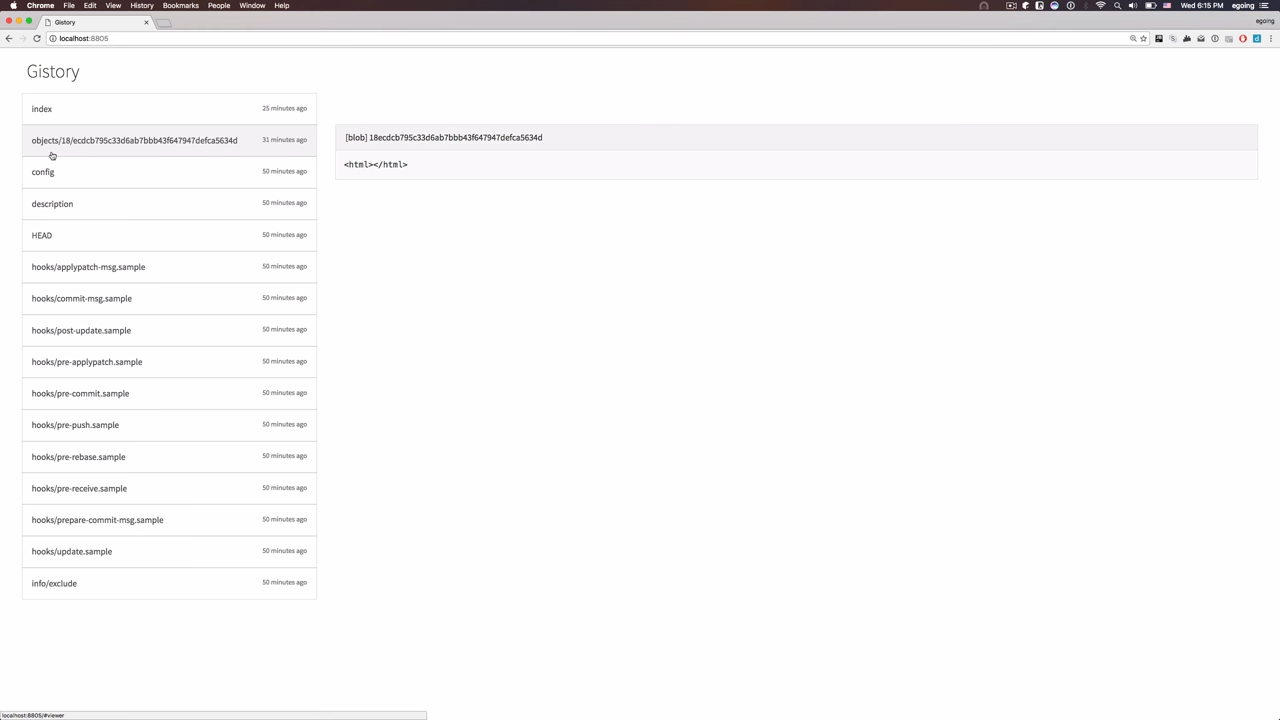 Chrome File Edit View History Bookmarks People Window Help
Wed 6:15 PM egoing
Gistory
egoing
localhost:8805
Gistory
index 25 minutes ago
objects/18/ecdcb795c33d6ab7bbb43f647947defca5634d 31 minutes ago
config 50 minutes ago
description 50 minutes ago
HEAD 50 minutes ago
hooks/applypatch-msg.sample 50 minutes ago
hooks/commit-msg.sample 50 minutes ago
hooks/post-update.sample 50 minutes ago
hooks/pre-applypatch.sample 50 minutes ago
hooks/pre-commit.sample 50 minutes ago
hooks/pre-push.sample 50 minutes ago
hooks/pre-rebase.sample 50 minutes ago
hooks/pre-receive.sample 50 minutes ago
hooks/prepare-commit-msg.sample 50 minutes ago
hooks/update.sample 50 minutes ago
info/exclude 50 minutes ago
[blob] 18ecdcb795c33d6ab7bbb43f647947defca5634d
<html></html>
localhost:8805/#viewer